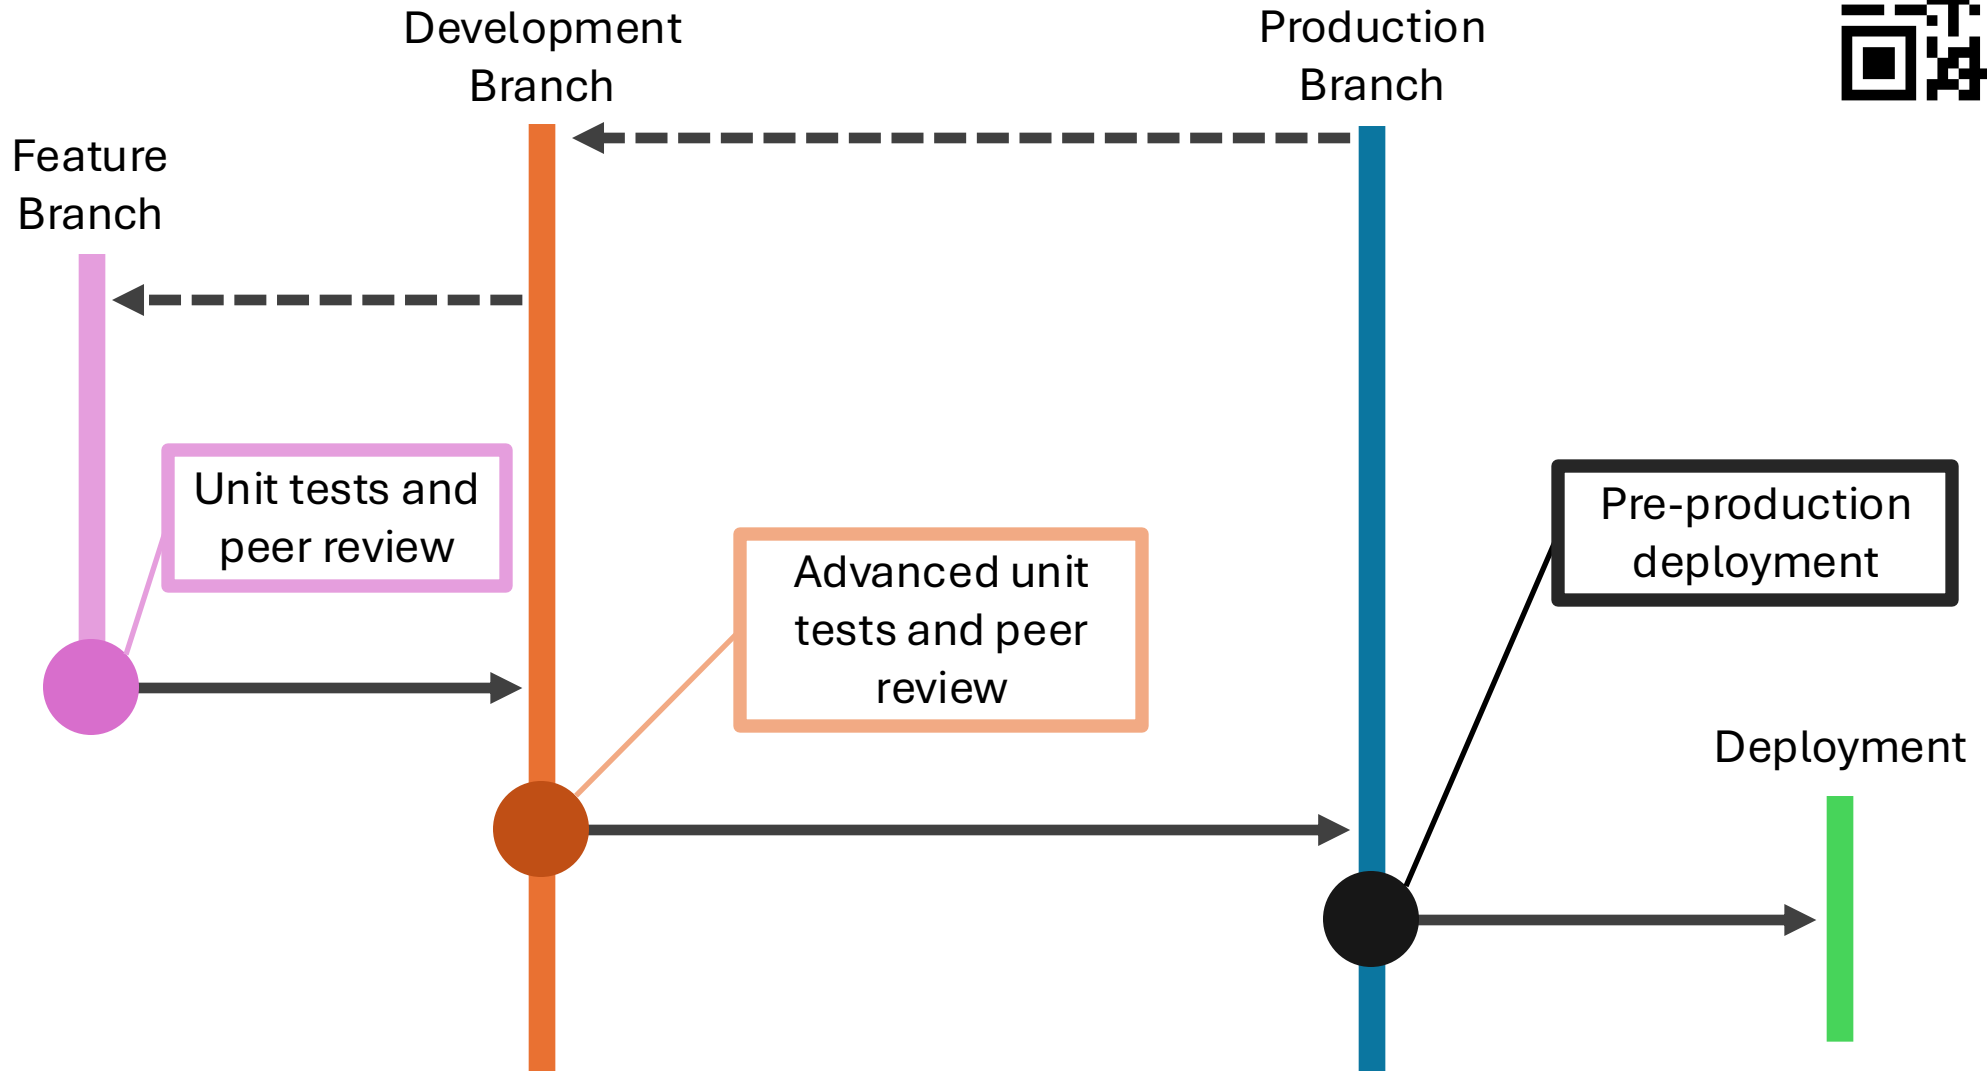 Development
Branch
Production
Branch
Feature
Branch
Unit tests and
peer review
Advanced unit
tests and peer
review
Pre-production
deployment
Deployment